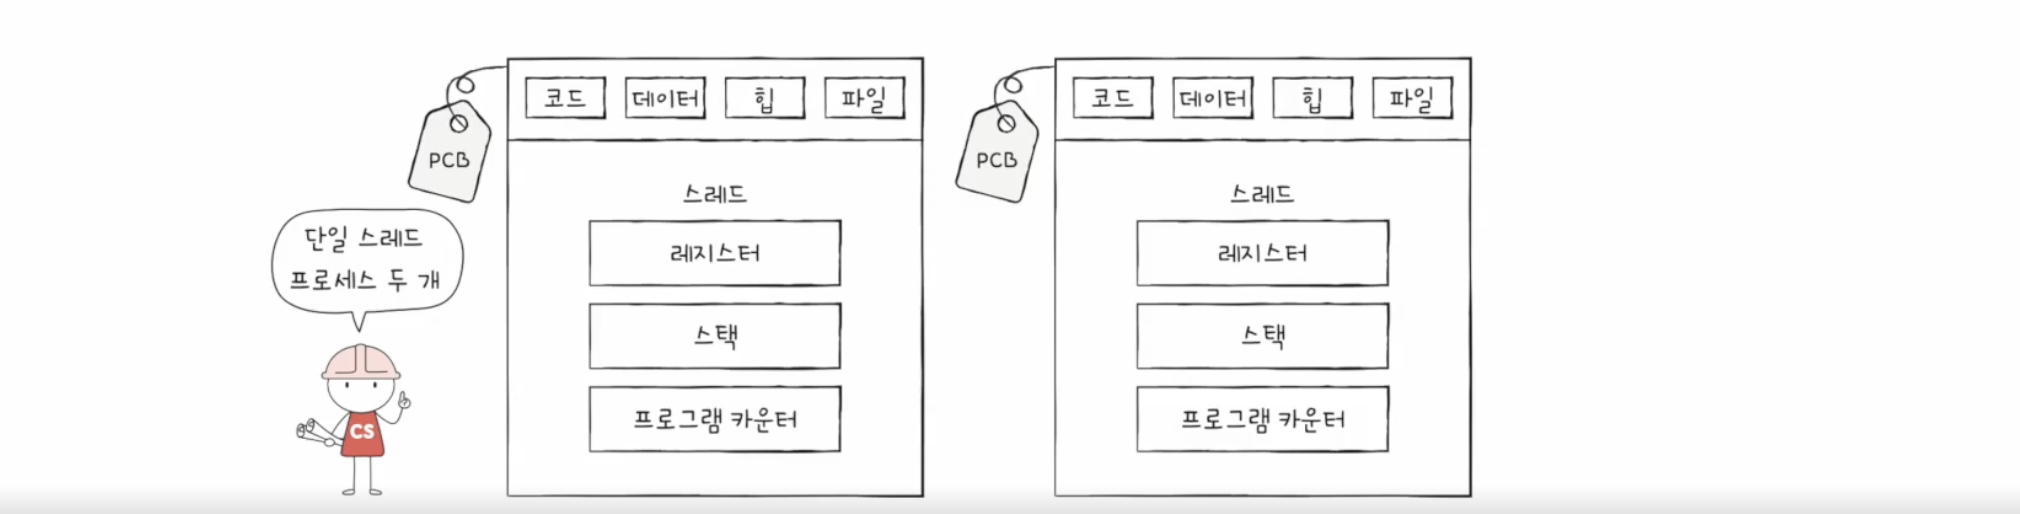 코드 데이터 힙 파일
PCB
스레드
레지스터
스택
프로그램 카운터
코드 데이터 힙 파일
PCB
스레드
레지스터
스택
프로그램 카운터
단일 스레드
프로세스 두 개
CS